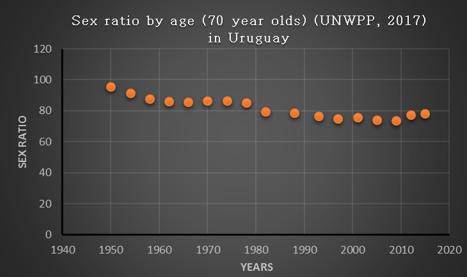 Sex ratio by age (70 year olds) (UNWPP, 2017)
in Uruguay
120
100
80
60
40
20
0
SEX RATIO
1940 1950 1960 1970 1980 1990 2000 2010 2020
YEARS